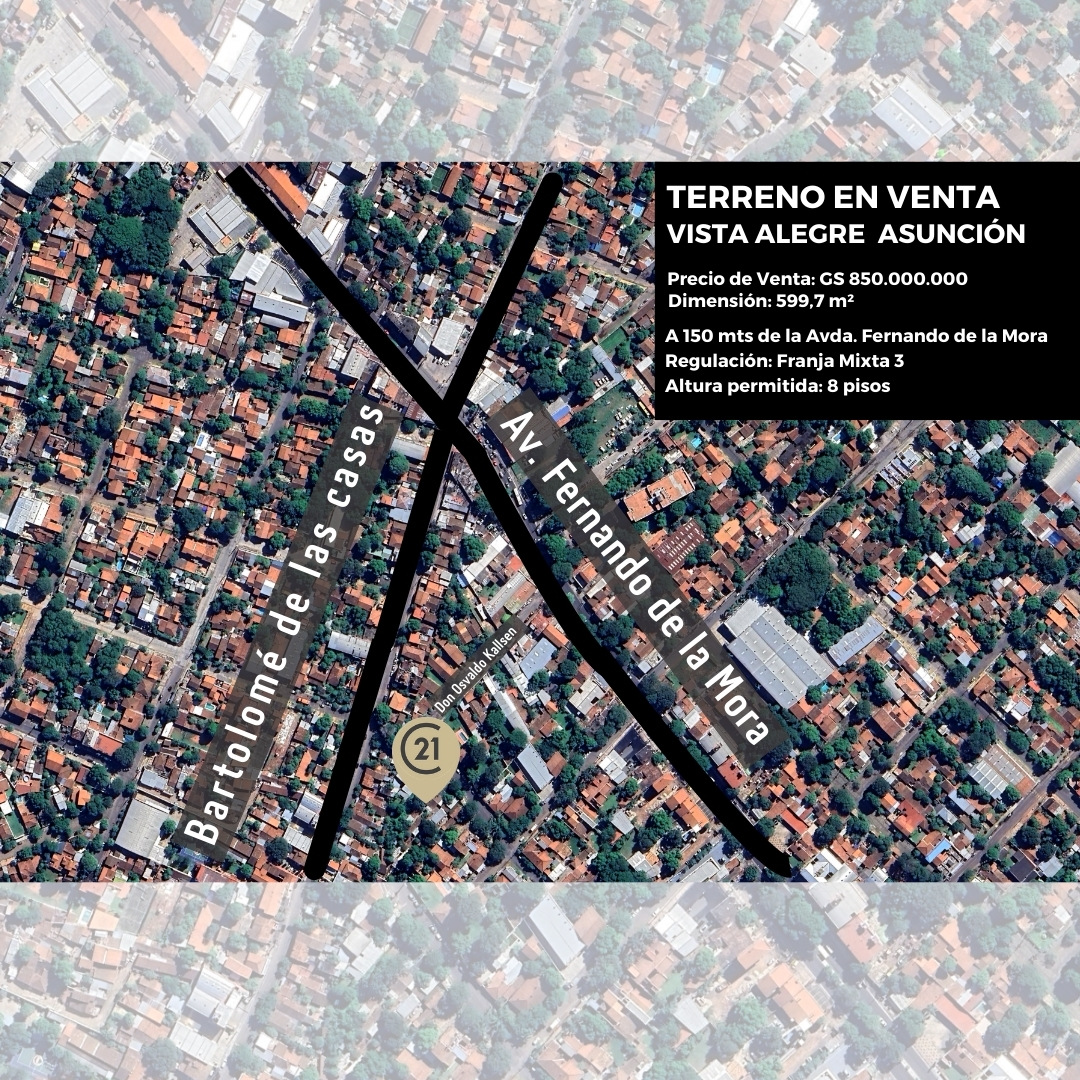 TERRENO EN VENTA
VISTA ALEGRE ASUNCIÓN
Precio de Venta: GS 850.000.000
Dimensión: 599,7 m²
A 150 mts de la Avda. Fernando de la Mora
Regulación: Franja Mixta 3
Altura permitida: 8 pisos
Bartolomé de las casas
Av. Fernando de la Mora
Don Osvaldo Kallsen
C21